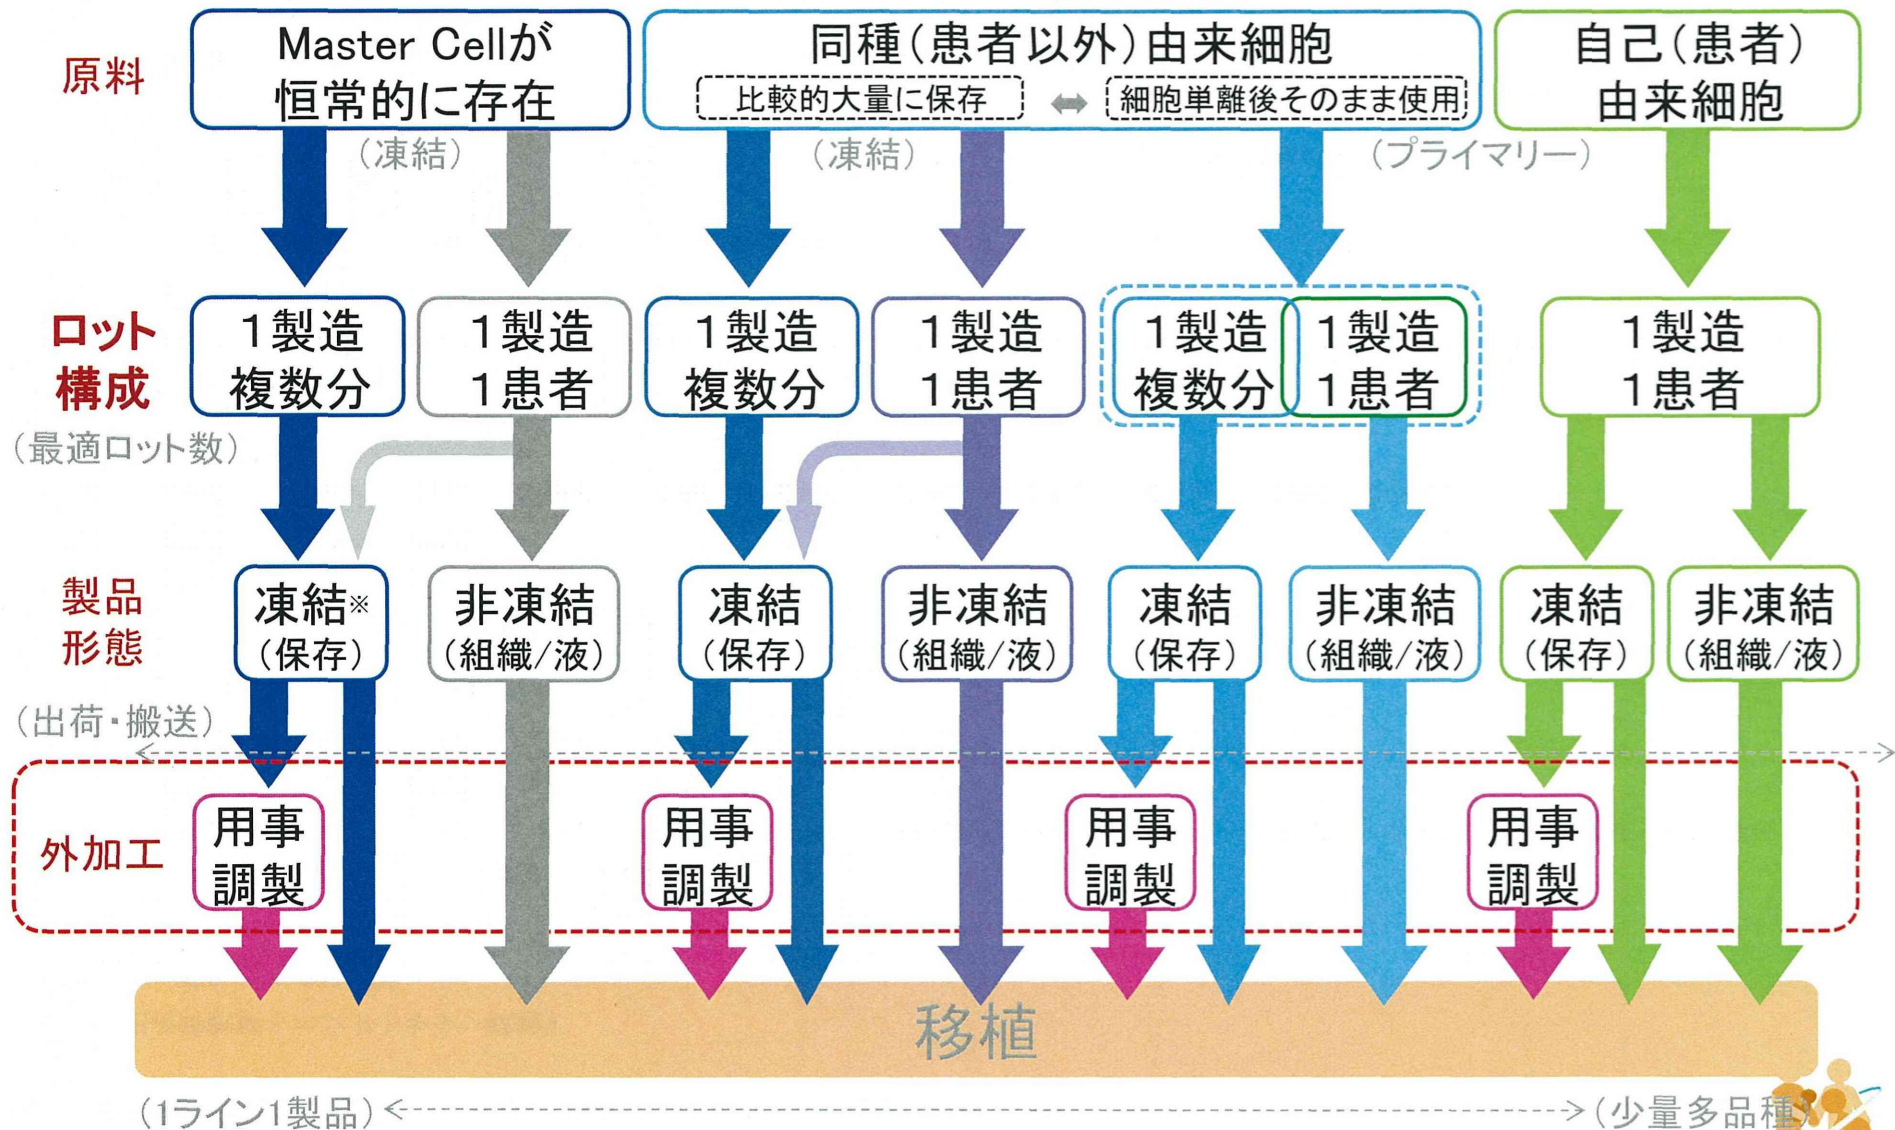 原料
Master Cellが
恒常的に存在
同種(患者以外)由来細胞
比較的大量に保存
細胞単離後そのまま使用
自己(患者)
由来細胞
(凍結)
(凍結)
(プライマリー)
ロット
構成
(最適ロット数)
1製造
複数分
1製造
1患者
1製造
複数分
1製造
1患者
1製造
複数分
1製造
1患者
1製造
1患者
製品
形態
凍結※
(保存)
非凍結
(組織/液)
凍結
(保存)
非凍結
(組織/液)
凍結
(保存)
非凍結
(組織/液)
凍結
(保存)
非凍結
(組織/液)
(出荷・搬送)
外加工
用事
調製
用事
調製
用事
調製
用事
調製
移植
(1ライン1製品)
(少量多品種)